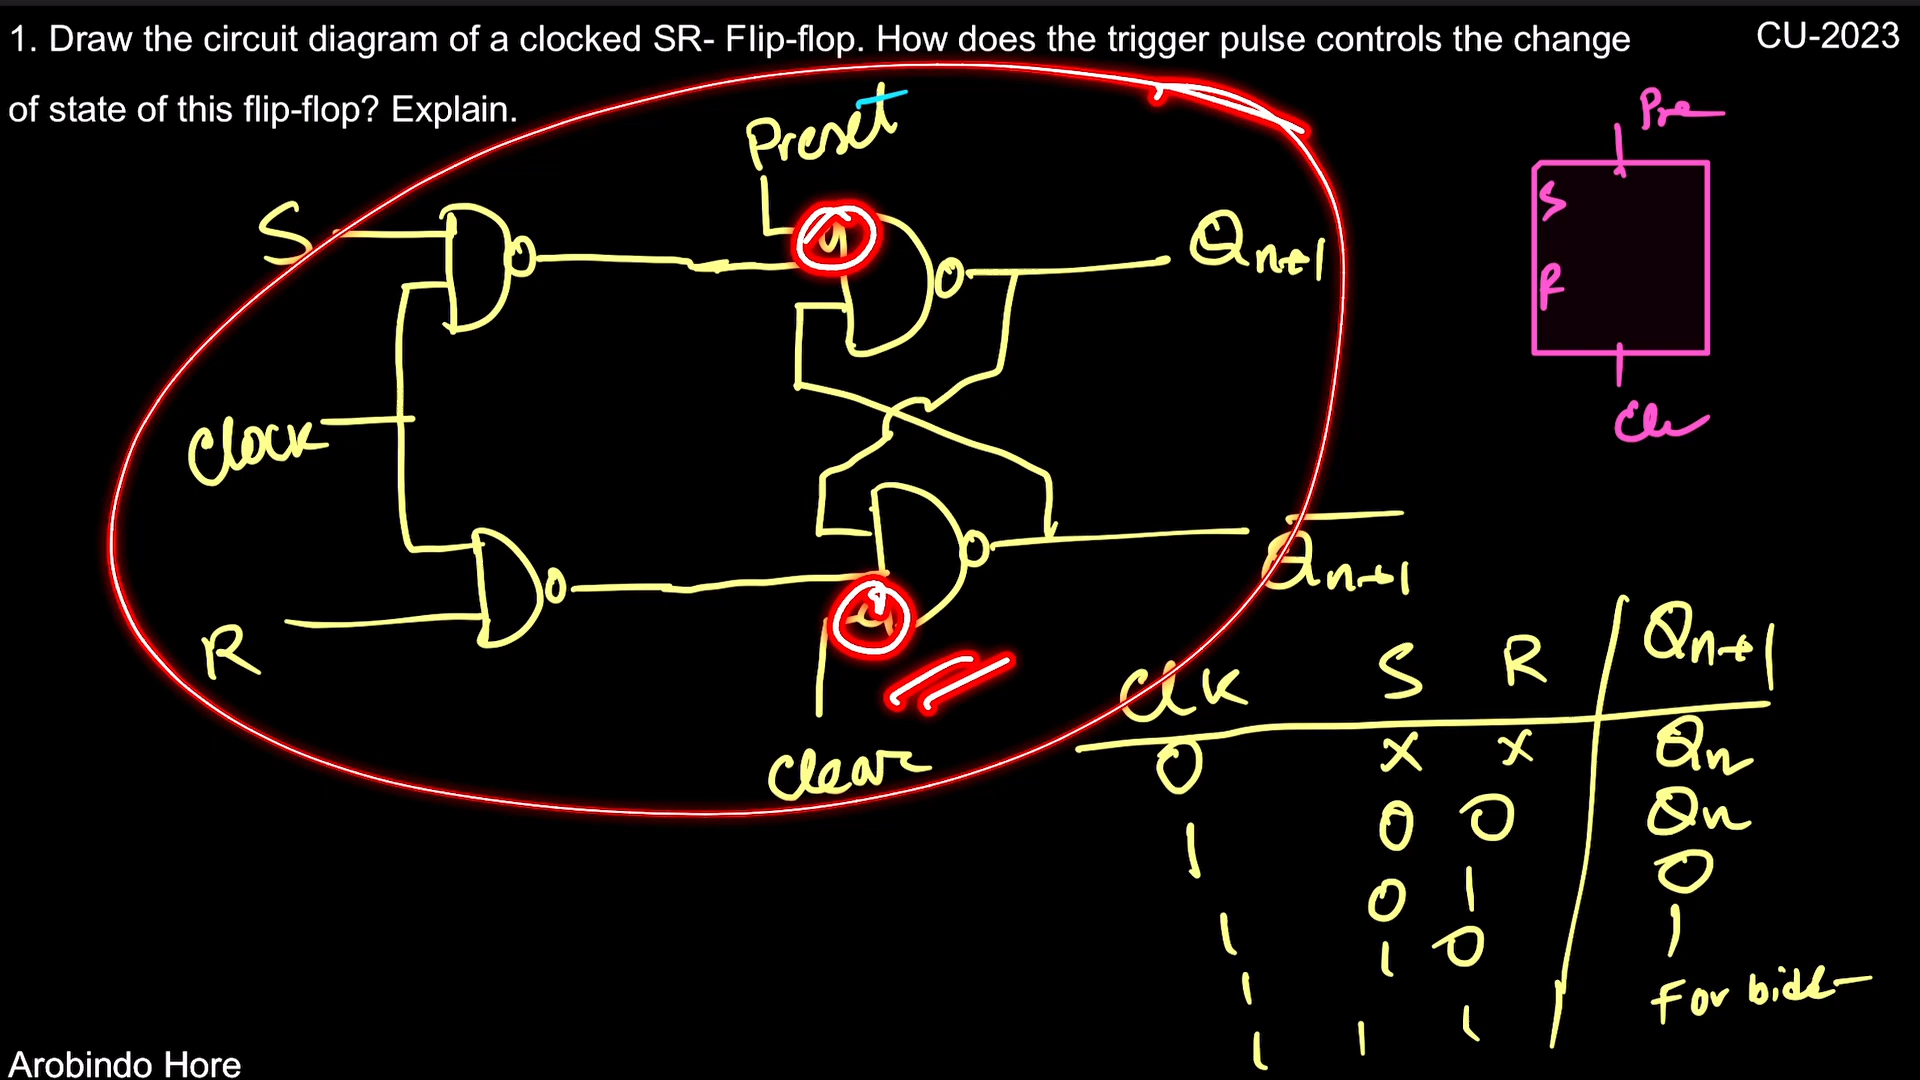 1. Draw the circuit diagram of a clocked SR- Flip-flop. How does the trigger pulse controls the change
CU-2023
of state of this flip-flop? Explain.
Preset
Pre
S
S
Qn+1
R
Clock
Clr
Qn+1
R
Clear
Clk S R Qn+1
0 X X Qn
1 0 0 Qn
1 0 1 0
1 1 0 1
1 1 1 Forbidd
Arobindo Hore